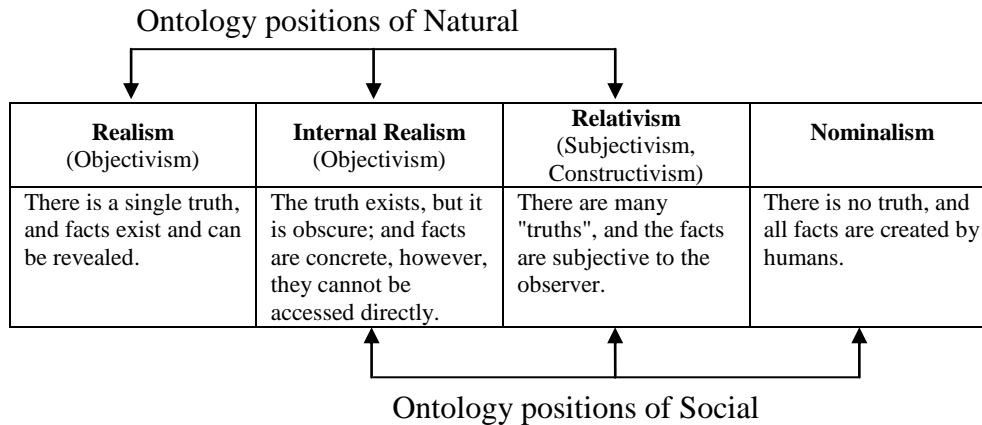 Ontology positions of Natural
Realism
(Objectivism)
Internal Realism
(Objectivism)
Relativism
(Subjectivism,
Constructivism)
Nominalism
There is a single truth,
and facts exist and can
be revealed.
The truth exists, but it
is obscure; and facts
are concrete, however,
they cannot be
accessed directly.
There are many
"truths", and the facts
are subjective to the
observer.
There is no truth, and
all facts are created by
humans.
Ontology positions of Social